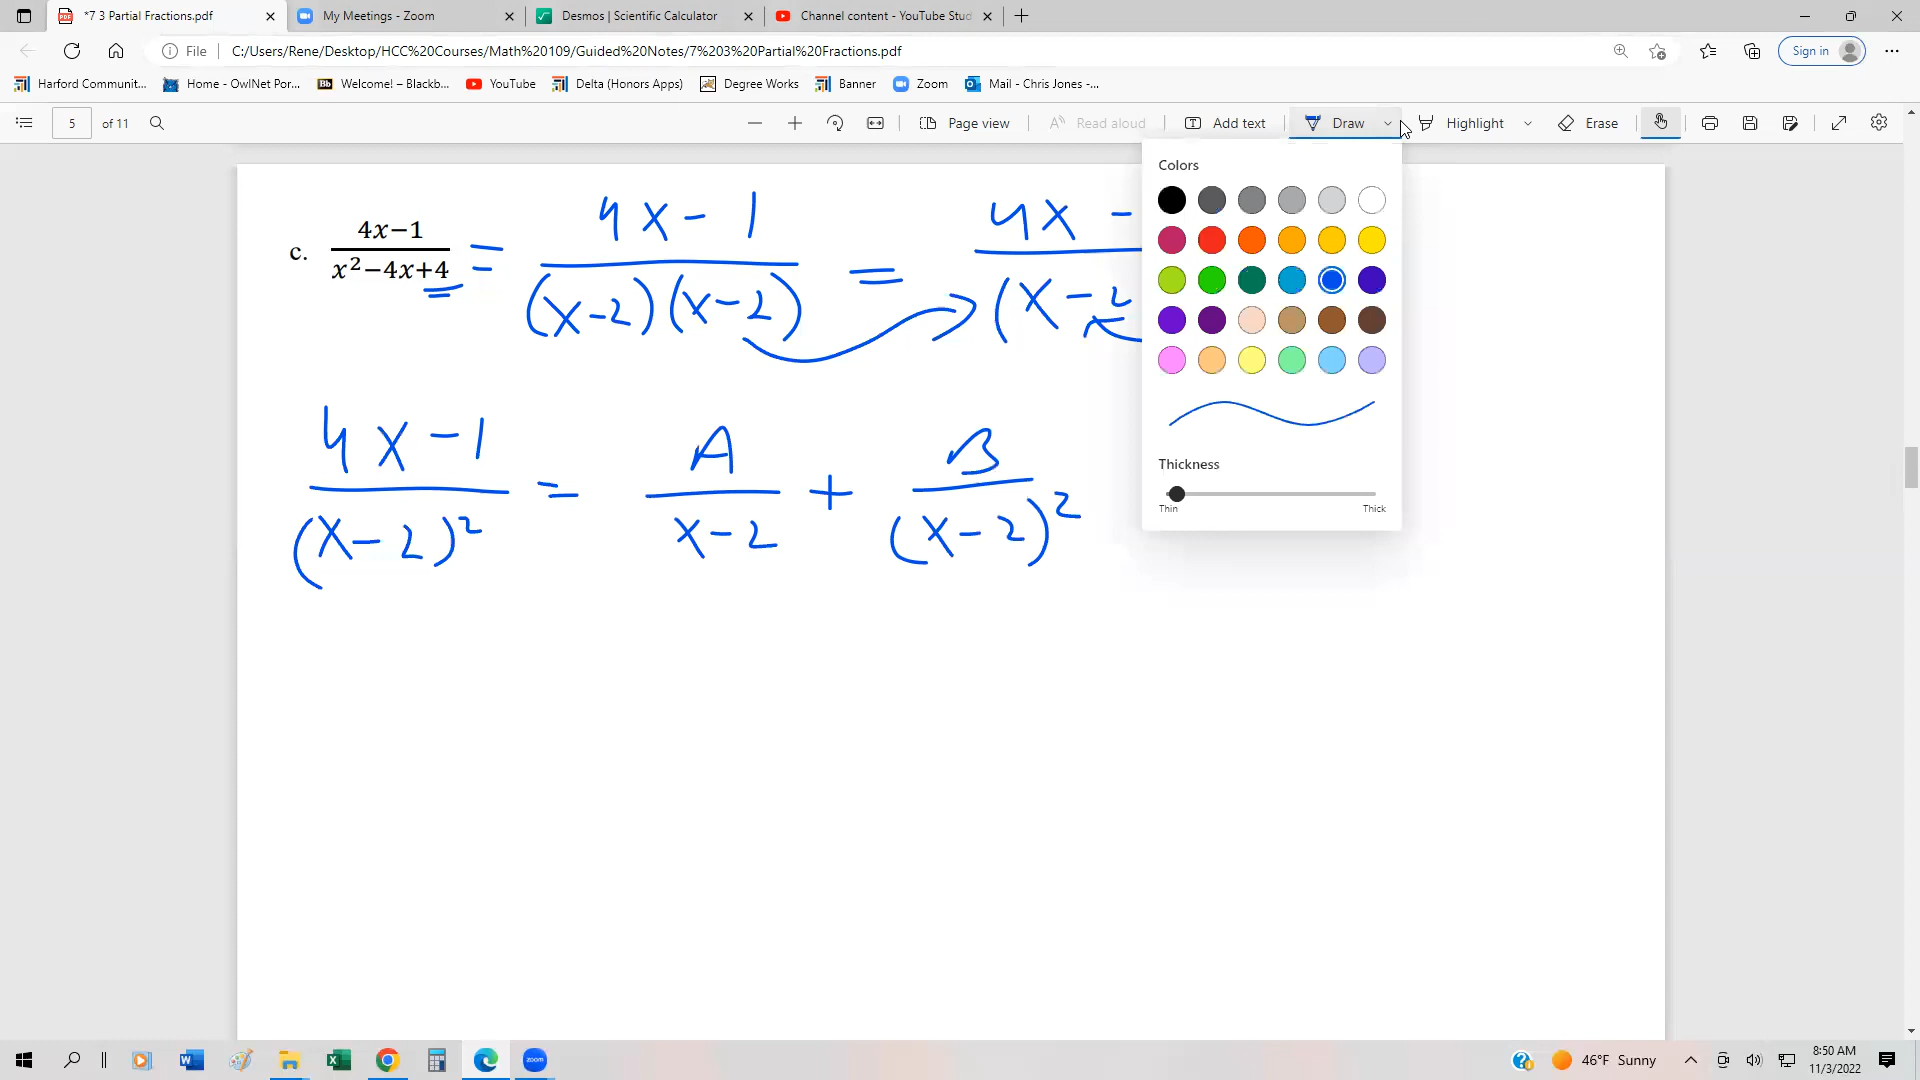 *7 3 Partial Fractions.pdf
My Meetings - Zoom
Desmos | Scientific Calculator
Channel content - YouTube Stud
File
C:/Users/Rene/Desktop/HCC%20Courses/Math%20109/Guided%20Notes/7%203%20Partial%20Fractions.pdf
Sign in
Harford Communit...
Home - OwlNet Por...
Bb Welcome! – Blackb...
YouTube
Delta (Honors Apps)
Degree Works
Banner
Zoom
Mail - Chris Jones -...
5 of 11
Page view
Read aloud
Add text
Draw
Highlight
Erase
Colors
Thickness
Thin
Thick
c. (4x−1)/(x²−4x+4) = (4x − 1)/((x−2)(x−2)) = (4x −)/((x−2
(4x−1)/(x−2)² = A/(x−2) + B/(x−2)²
zoom
46°F Sunny
8:50 AM
11/3/2022